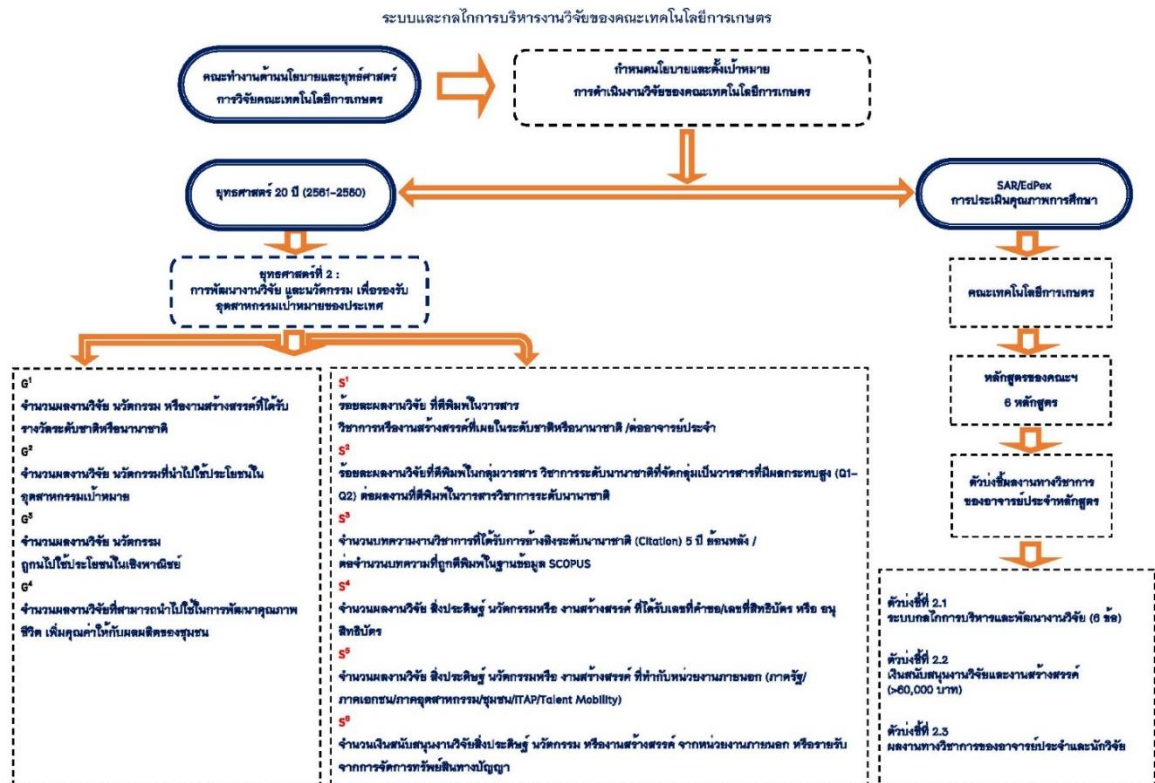 ระบบและกลไกการบริหารงานวิจัยของคณะเทคโนโลยีการเกษตร
คณะทำงานด้านนโยบายและยุทธ์ศาสตร์
การวิจัยคณะเทคโนโลยีการเกษตร
กำหนดนโยบายและตั้งเป้าหมาย
การดำเนินงานวิจัยของคณะเทคโนโลยีการเกษตร
ยุทธศาสตร์ 20 ปี (2561-2580)
SAR/EdPex
การประเมินคุณภาพการศึกษา
ยุทธศาสตร์ที่ 2 :
การพัฒนางานวิจัย และนวัตกรรม เพื่อรองรับ
อุตสาหกรรมเป้าหมายของประเทศ
คณะเทคโนโลยีการเกษตร
หลักสูตรของคณะฯ
6 หลักสูตร
ตัวบ่งชี้ผลงานทางวิชาการ
ของอาจารย์ประจำหลักสูตร
G¹
จำนวนผลงานวิจัย นวัตกรรม หรืองานสร้างสรรค์ที่ได้รับ
รางวัลระดับชาติหรือนานาชาติ
G²
จำนวนผลงานวิจัย นวัตกรรมที่นำไปใช้ประโยชน์ใน
อุตสาหกรรมเป้าหมาย
G³
จำนวนผลงานวิจัย นวัตกรรม
ถูกนไปใช้ประโยชน์ในเชิงพาณิชย์
G⁴
จำนวนผลงานวิจัยที่สามารถนำไปใช้ในการพัฒนาคุณภาพ
ชีวิต เพิ่มคุณค่าให้กับผลผลิตของชุมชน
S¹
ร้อยละผลงานวิจัย ที่ตีพิมพ์ในวารสาร
วิชาการหรืองานสร้างสรรค์ที่เผยในระดับชาติหรือนานาชาติ /ต่ออาจารย์ประจำ
S²
ร้อยละผลงานวิจัยที่ตีพิมพ์ในกลุ่มวารสาร วิชาการระดับนานาชาติที่จัดกลุ่มเป็นวารสารที่มีผลกระทบสูง (Q1-
Q2) ต่อผลงานที่ตีพิมพ์ในวารสารวิชาการระดับนานาชาติ
S³
จำนวนบทความงานวิชาการที่ได้รับการอ้างอิงระดับนานาชาติ (Citation) 5 ปี ย้อนหลัง /
ต่อจำนวนบทความที่ถูกตีพิมพ์ในฐานข้อมูล SCOPUS
S⁴
จำนวนผลงานวิจัย สิ่งประดิษฐ์ นวัตกรรมหรือ งานสร้างสรรค์ ที่ได้รับเลขที่คำขอ/เลขที่สิทธิบัตร หรือ อนุ
สิทธิบัตร
S⁵
จำนวนผลงานวิจัย สิ่งประดิษฐ์ นวัตกรรมหรือ งานสร้างสรรค์ ที่ทำกับหน่วยงานภายนอก (ภาครัฐ/
ภาคเอกชน/ภาคอุตสาหกรรม/ชุมชน/ITAP/Talent Mobility)
S⁶
จำนวนเงินสนับสนุนงานวิจัยสิ่งประดิษฐ์ นวัตกรรม หรืองานสร้างสรรค์ จากหน่วยงานภายนอก หรือรายรับ
จากการจัดการทรัพย์สินทางปัญญา
ตัวบ่งชี้ที่ 2.1
ระบบกลไกการบริหารและพัฒนางานวิจัย (6 ข้อ)
ตัวบ่งชี้ที่ 2.2
เงินสนับสนุนงานวิจัยและงานสร้างสรรค์
(>60,000 บาท)
ตัวบ่งชี้ที่ 2.3
ผลงานทางวิชาการของอาจารย์ประจำและนักวิจัย